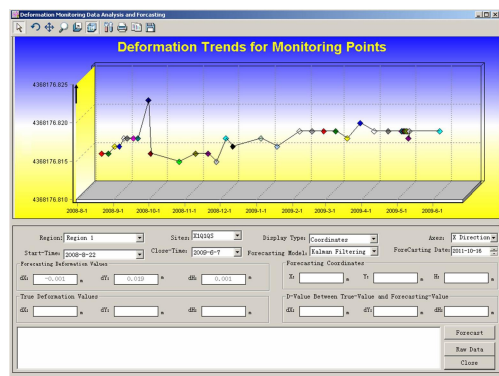 Deformation Monitoring Data Analysis and Forcasting
Deformation Trends for Monitoring Points
4368176.825
4368176.820
4368176.815
4368176.810
2008-8-1 2008-9-1 2008-10-1 2008-11-1 2008-12-1 2009-1-1 2009-2-1 2009-3-1 2009-4-1 2009-5-1 2009-6-1
Region: Region 1 Sites: X1Q1Q5 Display Type: Coordinates Axes: X Direction
Start-Time: 2008-8-22 Close-Time: 2009-6-7 Forecasting Model: Kalman Filtering ForeCasting Date: 2011-10-16
Forecasting Deformation Values Forecasting Coordinates
dX: -0.001 m dY: 0.019 m dH: 0.001 m X: m Y: m H: m
True Deformation Values D-Value Between True-Value and Forecasting-Value
dX: m dY: m dH: m dX: m dY: m dH: m
Forecast
Raw Data
Close